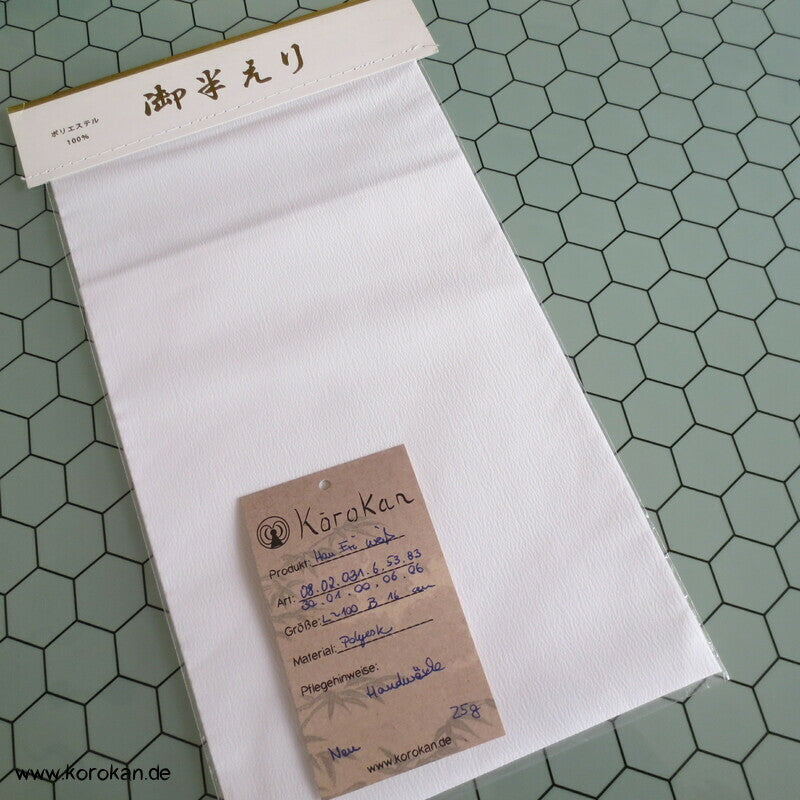 御半えり
ポリエステル
100%
Kōrokan
Produkt: Han Eri weiß
Art: 08.02.031.6.53.83
30.01.00.06.06
Größe: L~100 B 16 cm
Material: Polyest
Pflegehinweise:
Handwäsche
25g
Neu
www.korokan.de
www.korokan.de